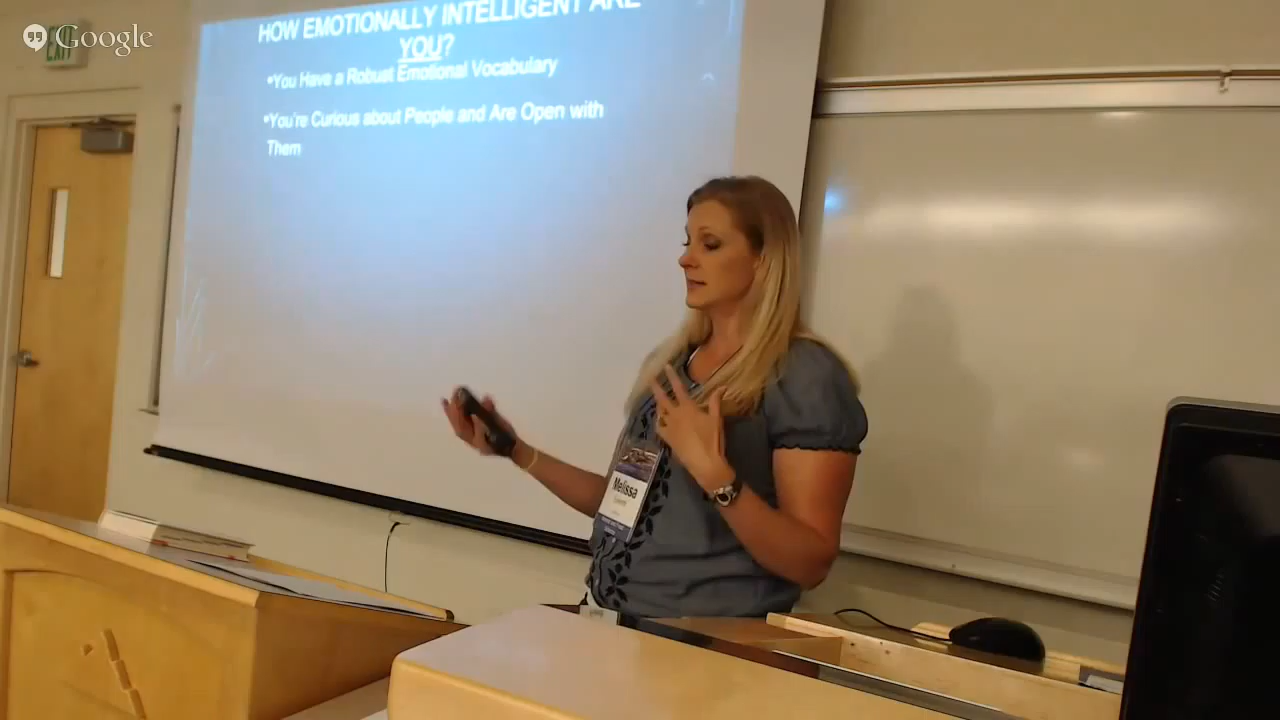 Google
EXIT
HOW EMOTIONALLY INTELLIGENT ARE
YOU?
•You Have a Robust Emotional Vocabulary
•You're Curious about People and Are Open with
Them
Melissa